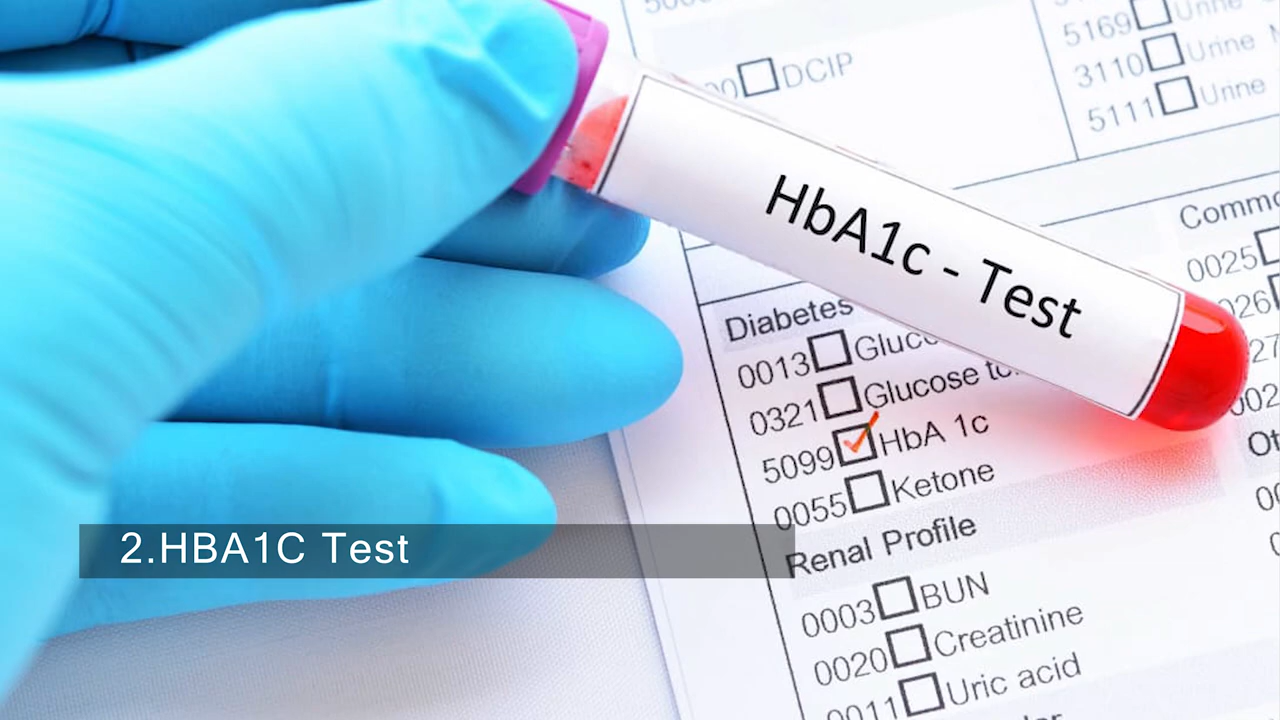 DCIP
5169 Urine
3110 Urine
5111 Urine
HbA1c - Test
Diabetes
0013
0321 Glucose
5099 HbA 1c
0055 Ketone
Renal Profile
0003 BUN
0020 Creatinine
0011 Uric acid
0025
2.HBA1C Test